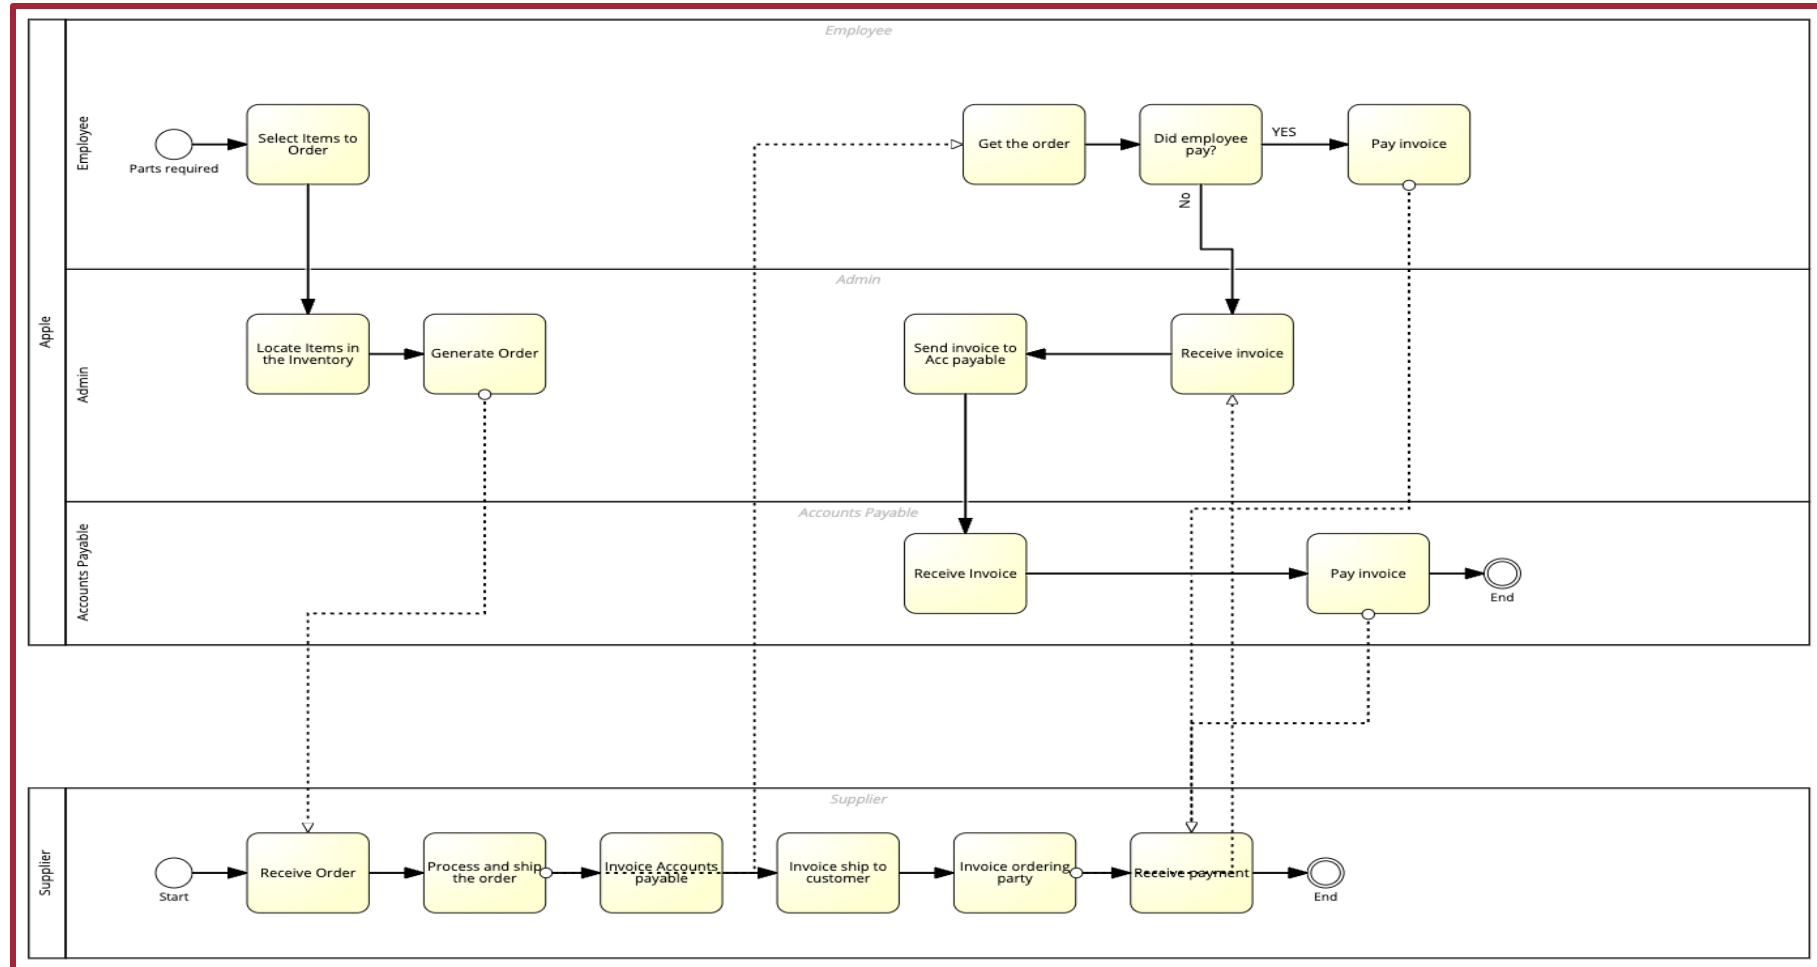 Employee
Employee
Parts required
Select Items to
Order
Get the order
Did employee
pay?
YES
No
Pay invoice
Apple
Admin
Admin
Locate Items in
the Inventory
Generate Order
Send invoice to
Acc payable
Receive invoice
Accounts Payable
Accounts Payable
Receive Invoice
Pay invoice
End
Supplier
Supplier
Start
Receive Order
Process and ship
the order
Invoice Accounts
payable
Invoice ship to
customer
Invoice ordering
party
Receive payment
End